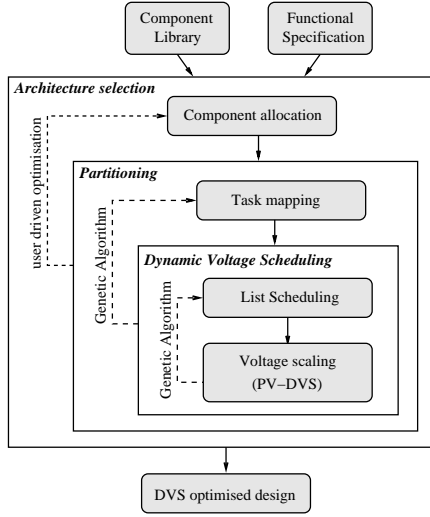 Component
Library
Functional
Specification
Architecture selection
Component allocation
user driven optimisation
Partitioning
Task mapping
Genetic Algorithm
Dynamic Voltage Scheduling
List Scheduling
Genetic Algorithm
Voltage scaling
(PV–DVS)
DVS optimised design